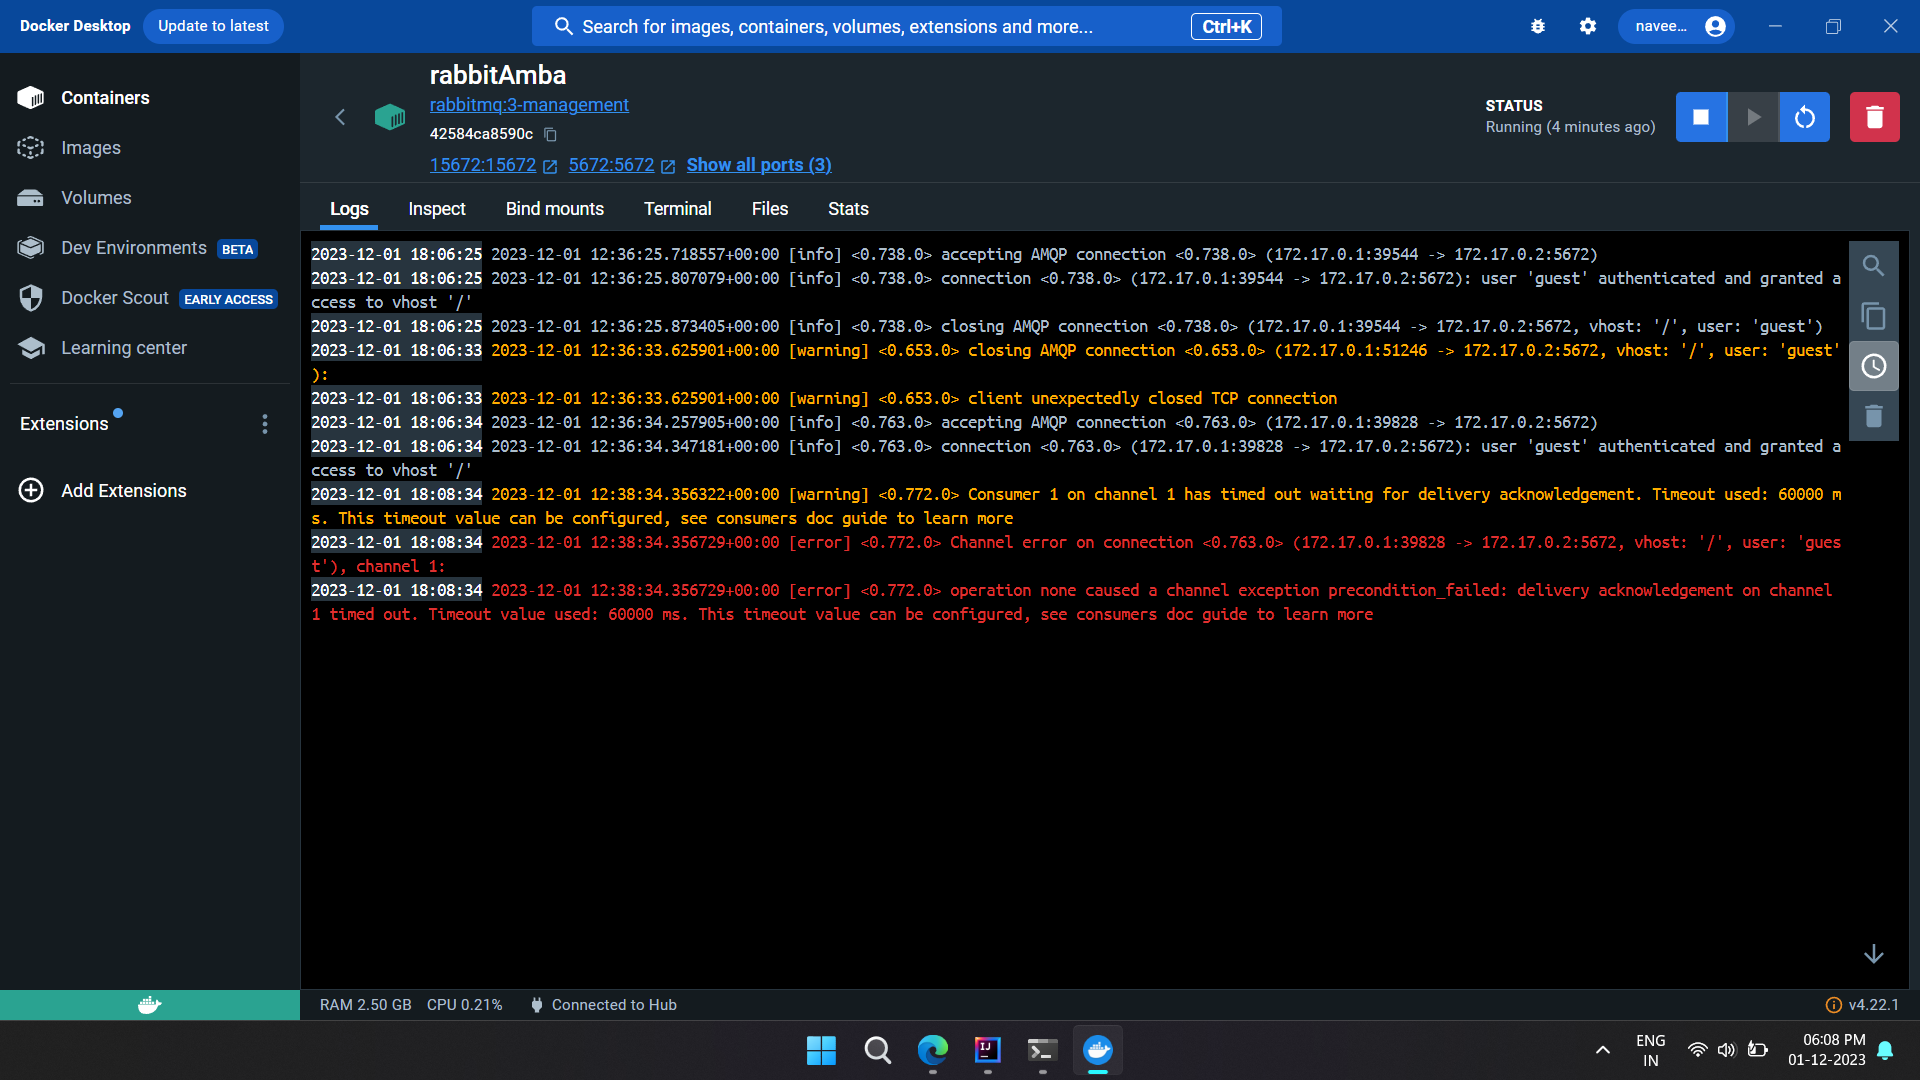 Docker Desktop
Update to latest
Search for images, containers, volumes, extensions and more...
Ctrl+K
navee...
Containers
Images
Volumes
Dev Environments BETA
Docker Scout EARLY ACCESS
Learning center
Extensions
Add Extensions
rabbitAmba
rabbitmq:3-management
42584ca8590c
15672:15672 5672:5672 Show all ports (3)
STATUS
Running (4 minutes ago)
Logs Inspect Bind mounts Terminal Files Stats
2023-12-01 18:06:25 2023-12-01 12:36:25.718557+00:00 [info] <0.738.0> accepting AMQP connection <0.738.0> (172.17.0.1:39544 -> 172.17.0.2:5672)
2023-12-01 18:06:25 2023-12-01 12:36:25.807079+00:00 [info] <0.738.0> connection <0.738.0> (172.17.0.1:39544 -> 172.17.0.2:5672): user 'guest' authenticated and granted a
ccess to vhost '/'
2023-12-01 18:06:25 2023-12-01 12:36:25.873405+00:00 [info] <0.738.0> closing AMQP connection <0.738.0> (172.17.0.1:39544 -> 172.17.0.2:5672, vhost: '/', user: 'guest')
2023-12-01 18:06:33 2023-12-01 12:36:33.625901+00:00 [warning] <0.653.0> closing AMQP connection <0.653.0> (172.17.0.1:51246 -> 172.17.0.2:5672, vhost: '/', user: 'guest'
):
2023-12-01 18:06:33 2023-12-01 12:36:33.625901+00:00 [warning] <0.653.0> client unexpectedly closed TCP connection
2023-12-01 18:06:34 2023-12-01 12:36:34.257905+00:00 [info] <0.763.0> accepting AMQP connection <0.763.0> (172.17.0.1:39828 -> 172.17.0.2:5672)
2023-12-01 18:06:34 2023-12-01 12:36:34.347181+00:00 [info] <0.763.0> connection <0.763.0> (172.17.0.1:39828 -> 172.17.0.2:5672): user 'guest' authenticated and granted a
ccess to vhost '/'
2023-12-01 18:08:34 2023-12-01 12:38:34.356322+00:00 [warning] <0.772.0> Consumer 1 on channel 1 has timed out waiting for delivery acknowledgement. Timeout used: 60000 m
s. This timeout value can be configured, see consumers doc guide to learn more
2023-12-01 18:08:34 2023-12-01 12:38:34.356729+00:00 [error] <0.772.0> Channel error on connection <0.763.0> (172.17.0.1:39828 -> 172.17.0.2:5672, vhost: '/', user: 'gues
t'), channel 1:
2023-12-01 18:08:34 2023-12-01 12:38:34.356729+00:00 [error] <0.772.0> operation none caused a channel exception precondition_failed: delivery acknowledgement on channel
1 timed out. Timeout value used: 60000 ms. This timeout value can be configured, see consumers doc guide to learn more
RAM 2.50 GB CPU 0.21% Connected to Hub
v4.22.1
IJ
ENG
IN
06:08 PM
01-12-2023